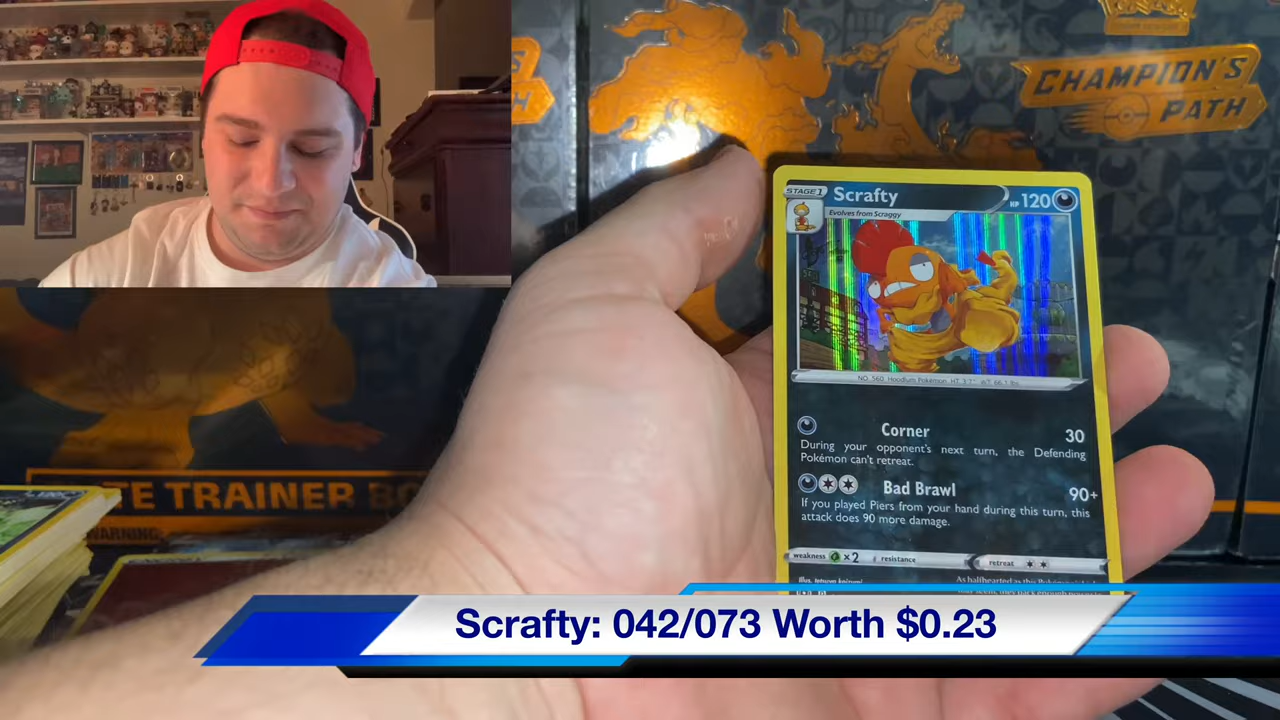 CHAMPION'S
PATH
H
STAGE 1
Scrafty
HP 120
Evolves from Scraggy
NO. 560 Hoodlum Pokémon HT: 3'7" WT: 66.1 lbs.
Corner 30
During your opponent's next turn, the Defending
Pokémon can't retreat.
Bad Brawl 90+
If you played Piers from your hand during this turn, this
attack does 90 more damage.
weakness ×2 resistance retreat
TE TRAINER BO
WARNING:
Scrafty: 042/073 Worth $0.23